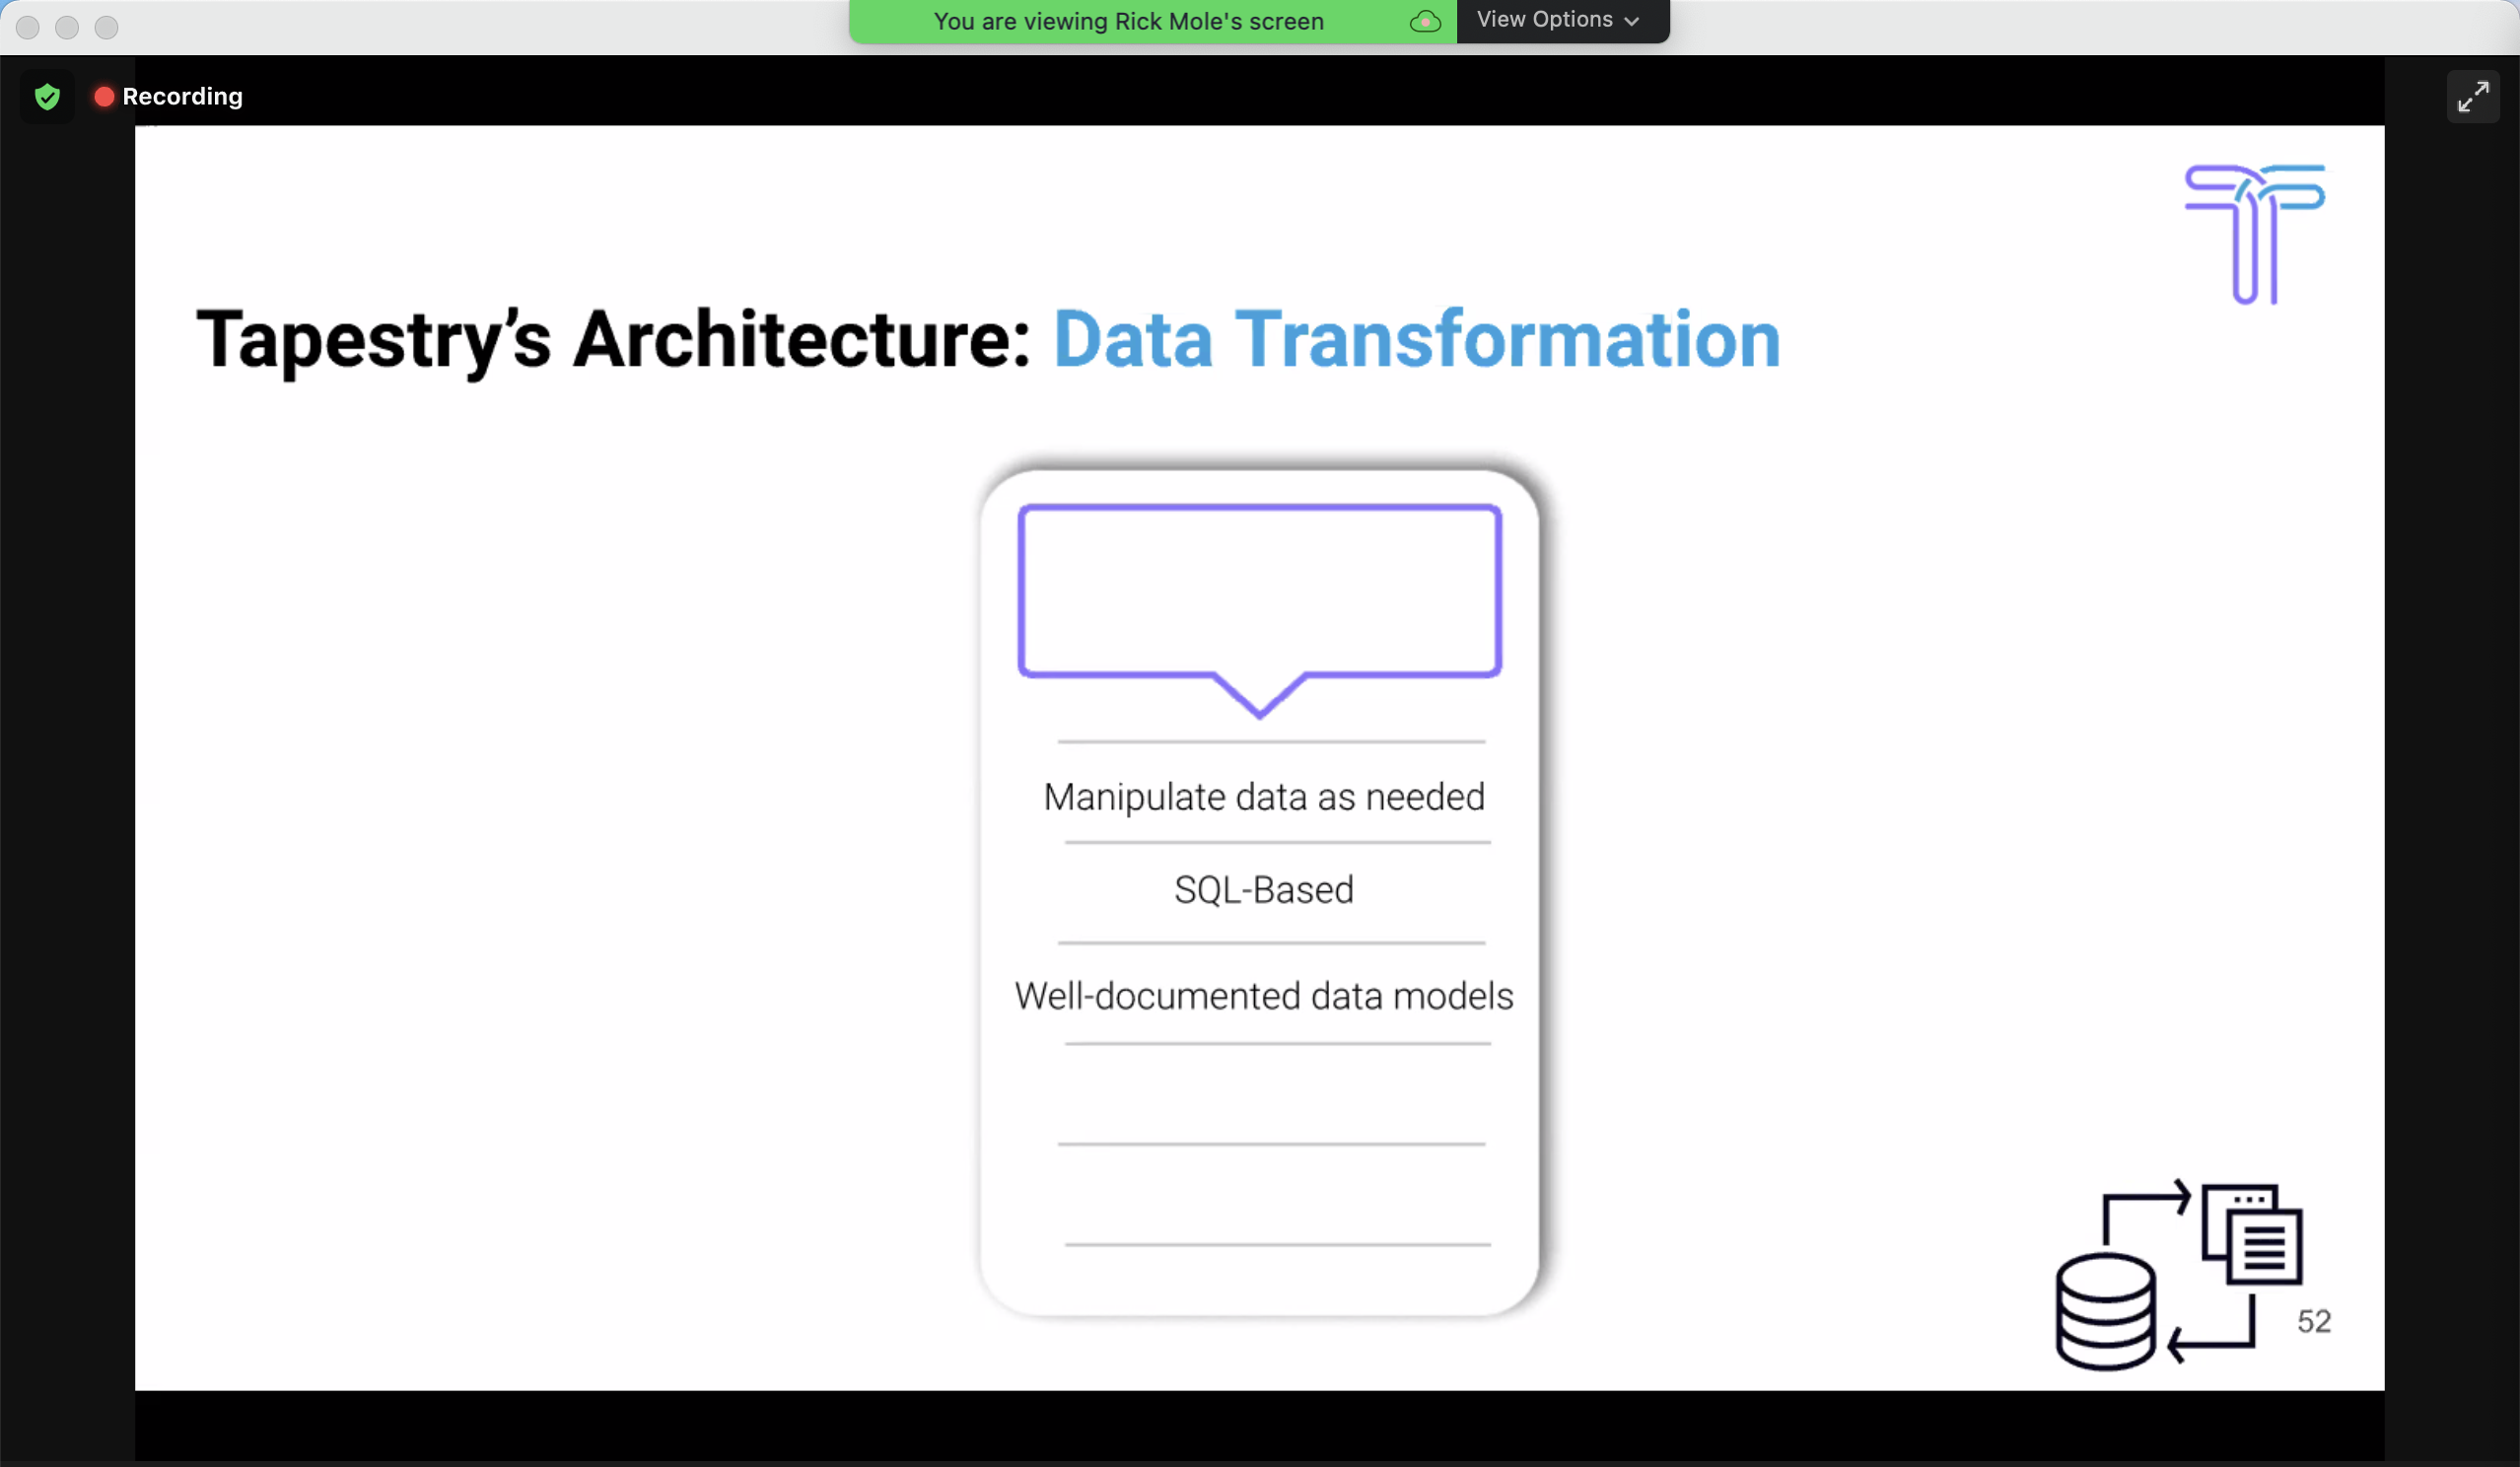 You are viewing Rick Mole's screen
View Options
Recording
Tapestry’s Architecture: Data Transformation
Manipulate data as needed
SQL-Based
Well-documented data models
52